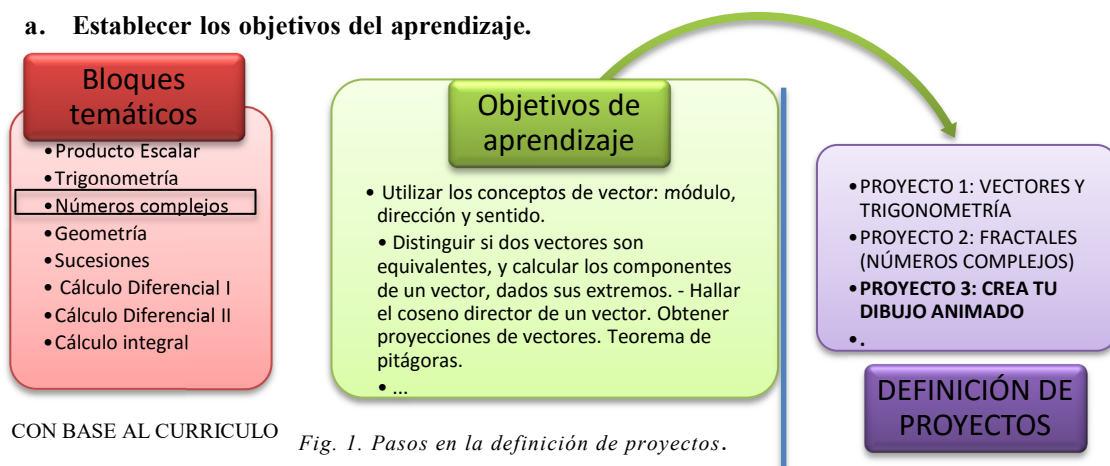 a. Establecer los objetivos del aprendizaje.
Bloques
temáticos
•Producto Escalar
•Trigonometría
•Números complejos
•Geometría
•Sucesiones
• Cálculo Diferencial I
•Cálculo Diferencial II
•Cálculo integral
CON BASE AL CURRICULO
Objetivos de
aprendizaje
• Utilizar los conceptos de vector: módulo,
dirección y sentido.
• Distinguir si dos vectores son
equivalentes, y calcular los componentes
de un vector, dados sus extremos. - Hallar
el coseno director de un vector. Obtener
proyecciones de vectores. Teorema de
pitágoras.
• ...
•PROYECTO 1: VECTORES Y
TRIGONOMETRÍA
•PROYECTO 2: FRACTALES
(NÚMEROS COMPLEJOS)
•PROYECTO 3: CREA TU
DIBUJO ANIMADO
•.
DEFINICIÓN DE
PROYECTOS
Fig. 1. Pasos en la definición de proyectos.